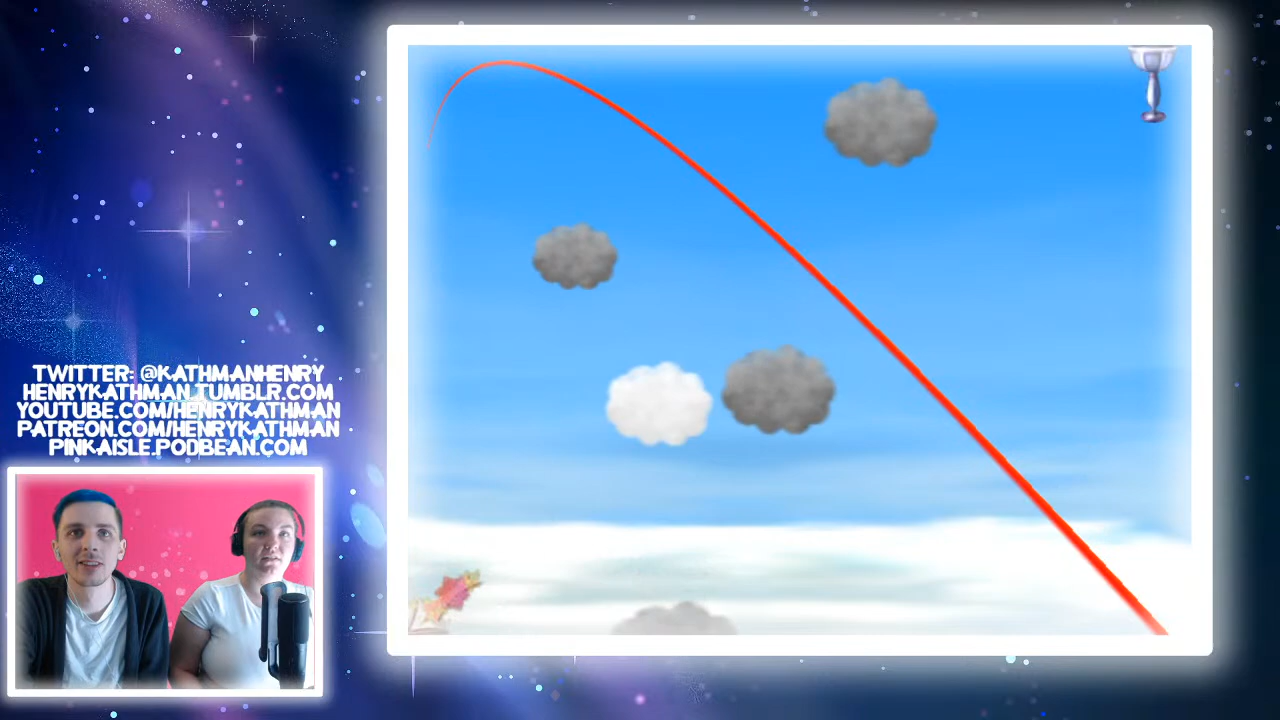 TWITTER: @KATHMANHENRY
HENRYKATHMAN.TUMBLR.COM
YOUTUBE.COM/HENRYKATHMAN
PATREON.COM/HENRYKATHMAN
PINKAISLE.PODBEAN.COM